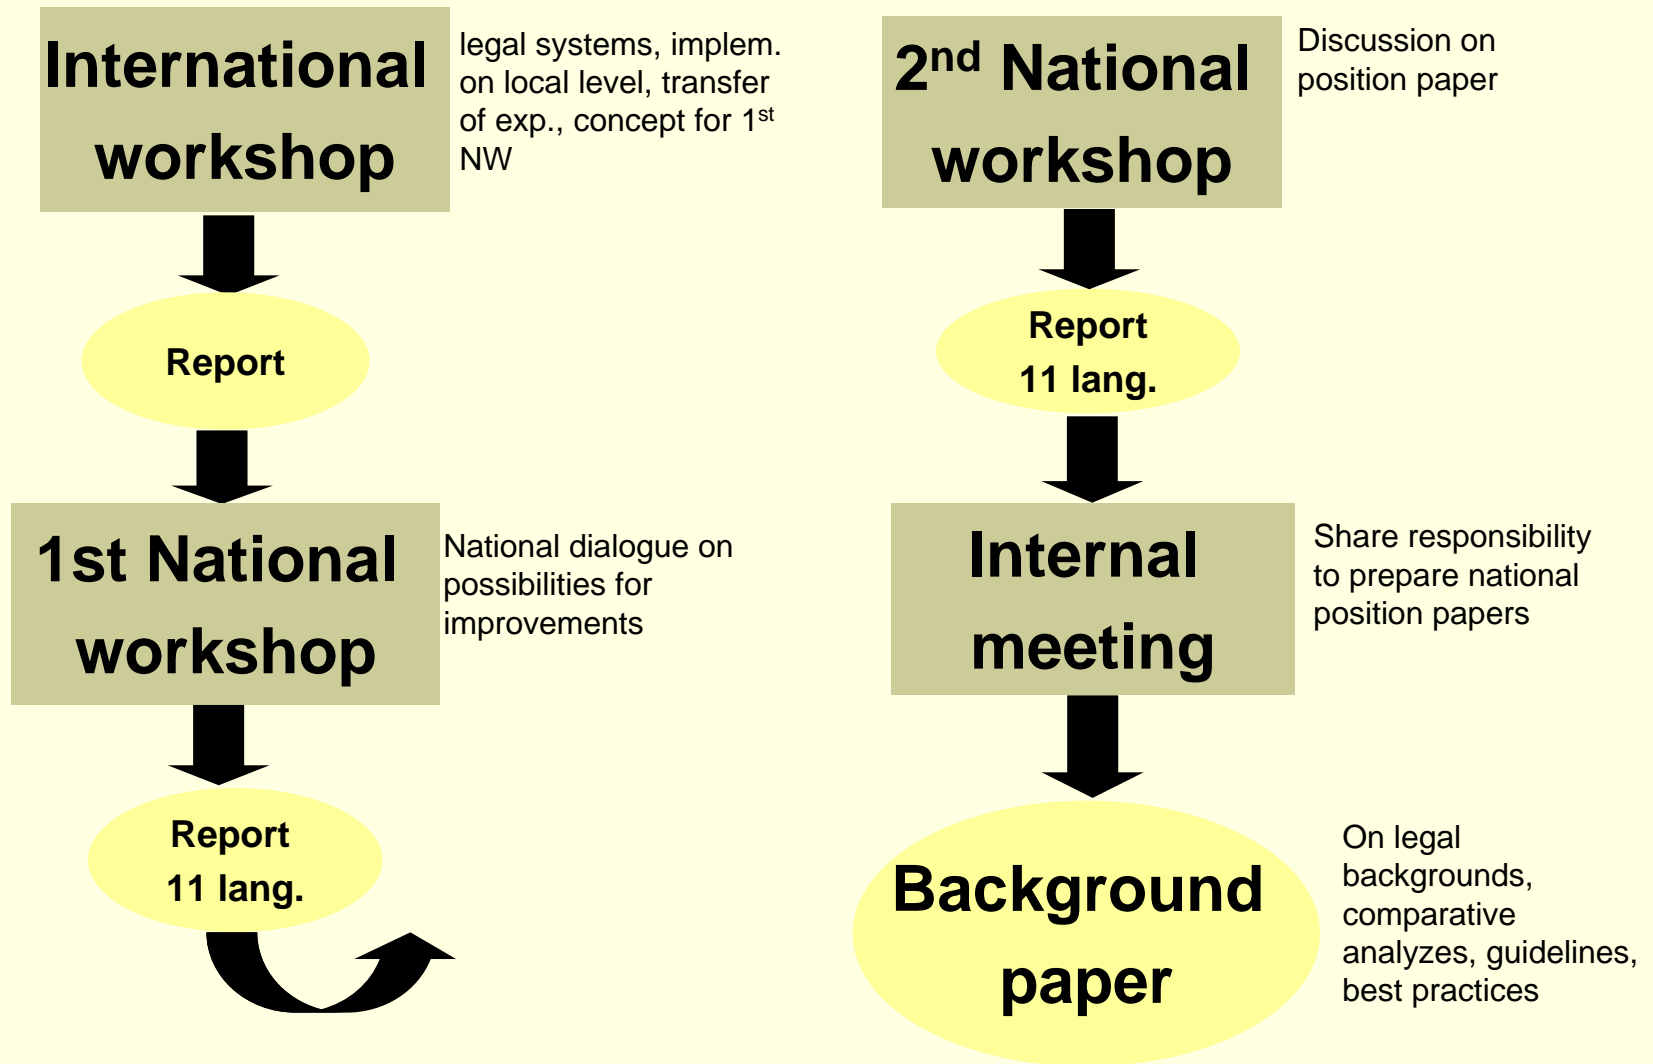 International
workshop
legal systems, implem.
on local level, transfer
of exp., concept for 1st
NW
Report
1st National
workshop
National dialogue on
possibilities for
improvements
Report
11 lang.
2nd National
workshop
Discussion on
position paper
Report
11 lang.
Internal
meeting
Share responsibility
to prepare national
position papers
Background
paper
On legal
backgrounds,
comparative
analyzes, guidelines,
best practices